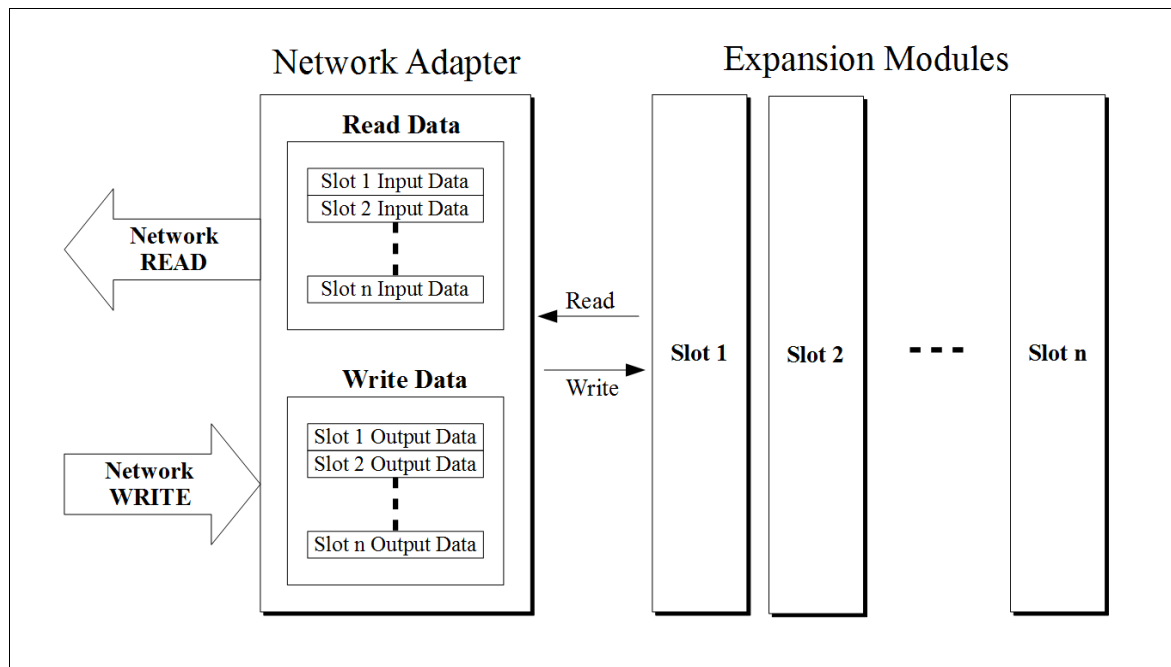 Network Adapter
Expansion Modules
Read Data
Slot 1 Input Data
Slot 2 Input Data
Slot n Input Data
Network
READ
Read
Write
Slot 1
Slot 2
Slot n
Write Data
Slot 1 Output Data
Slot 2 Output Data
Slot n Output Data
Network
WRITE